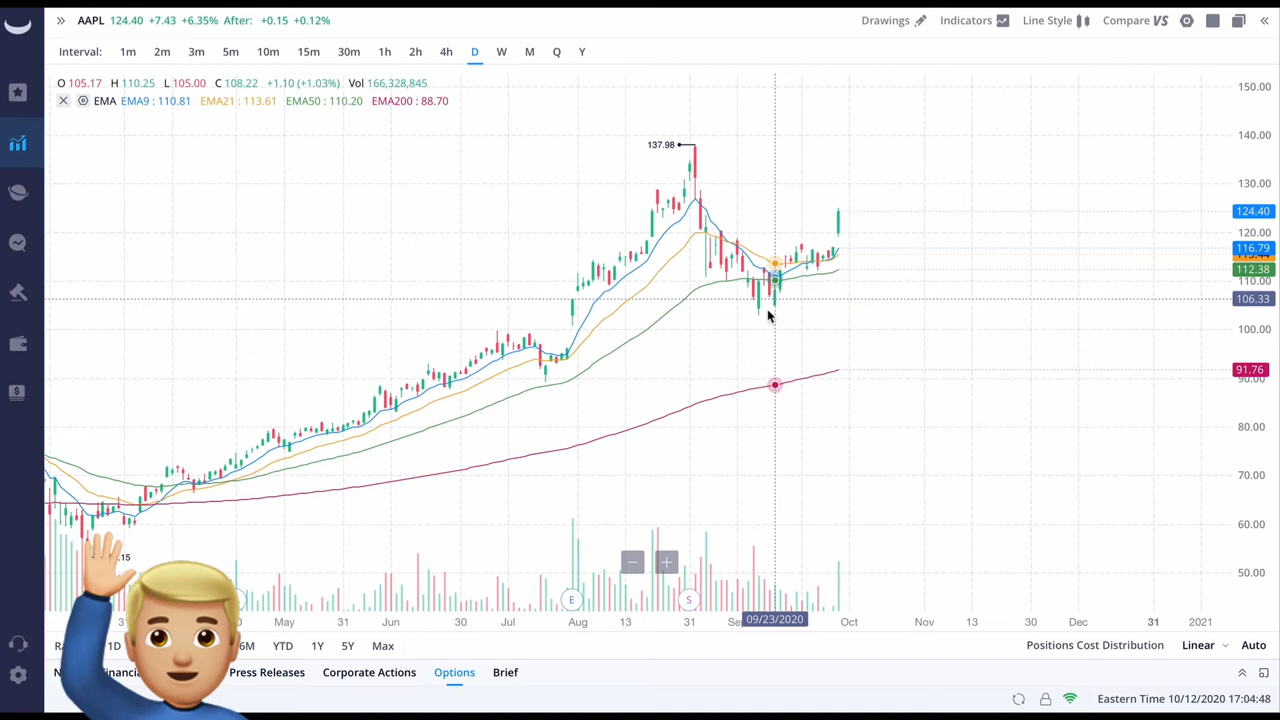 AAPL 124.40 +7.43 +6.35% After: +0.15 +0.12% Drawings Indicators Line Style Compare VS
Interval: 1m 2m 3m 5m 10m 15m 30m 1h 2h 4h D W M Q Y
O 105.17 H 110.25 L 105.00 C 108.22 +1.10 (+1.03%) Vol 166,328,845
EMA EMA9 : 110.81 EMA21 : 113.61 EMA50 : 110.20 EMA200 : 88.70
150.00
137.98
140.00
130.00
124.40
120.00
116.79
112.38
110.00
106.33
100.00
91.76
90.00
80.00
70.00
60.00
.15
50.00
E
S
May 31 Jun 30 Jul Aug 13 31 09/23/2020 Oct Nov 13 30 Dec 31 2021
1D 6M YTD 1Y 5Y Max Positions Cost Distribution Linear Auto
Press Releases Corporate Actions Options Brief
Eastern Time 10/12/2020 17:04:48